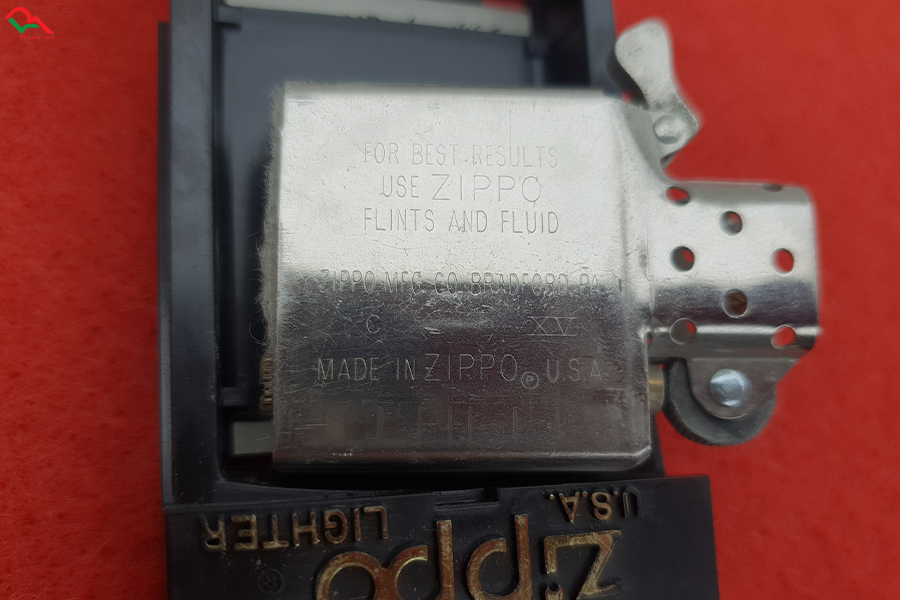 FOR BEST RESULTS
USE ZIPPO
FLINTS AND FLUID
ZIPPO MFG. CO. BRADFORD. PA.
C XV
MADE IN ZIPPO ® U.S.A.
U.S.A.
Zippo
LIGHTER
®